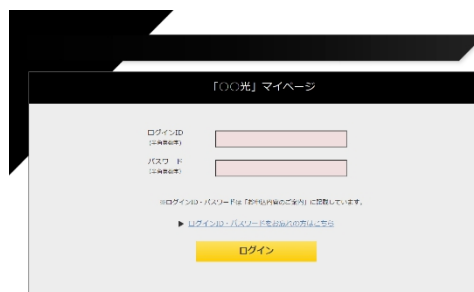 「○○光」マイページ
ログインID
(半角英数字)
パスワード
(半角英数字)
※ログインID・パスワードは「お申込内容のご案内」に記載しています。
▶ ログインID・パスワードをお忘れの方はこちら
ログイン